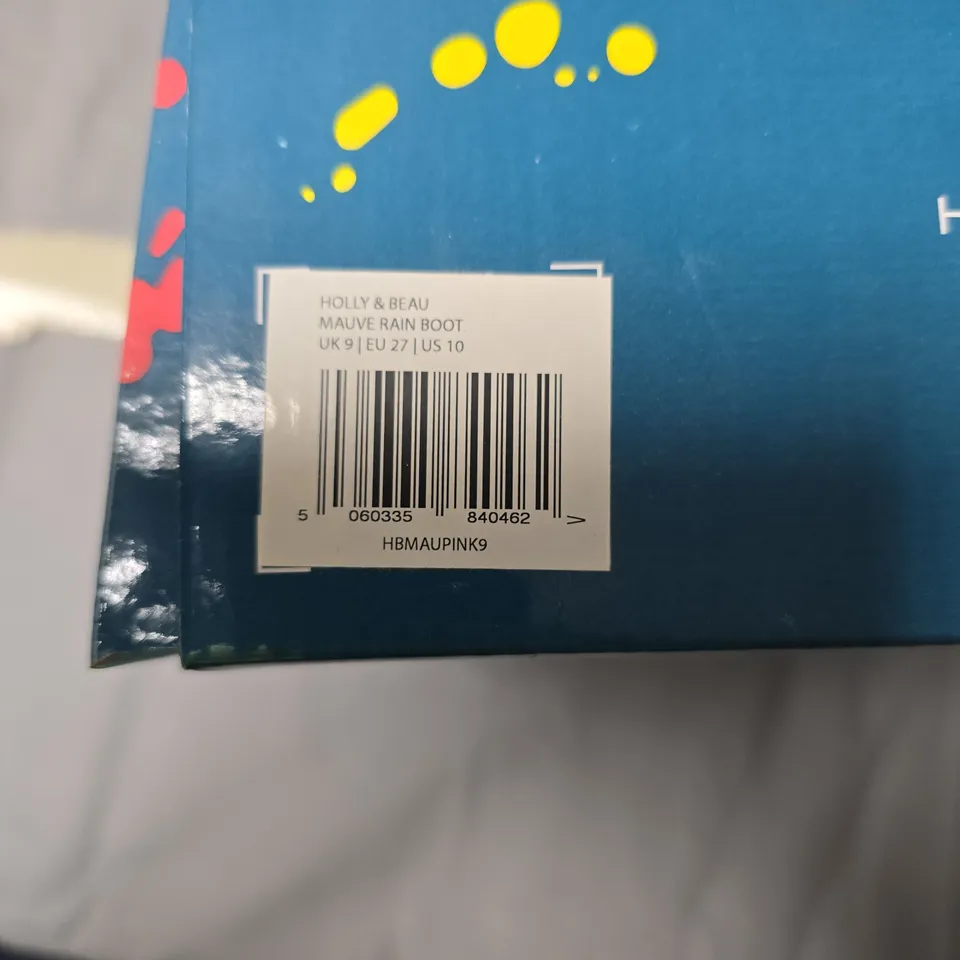 H
HOLLY & BEAU
MAUVE RAIN BOOT
UK 9 | EU 27 | US 10
5 060335 840462 >
HBMAUPINK9